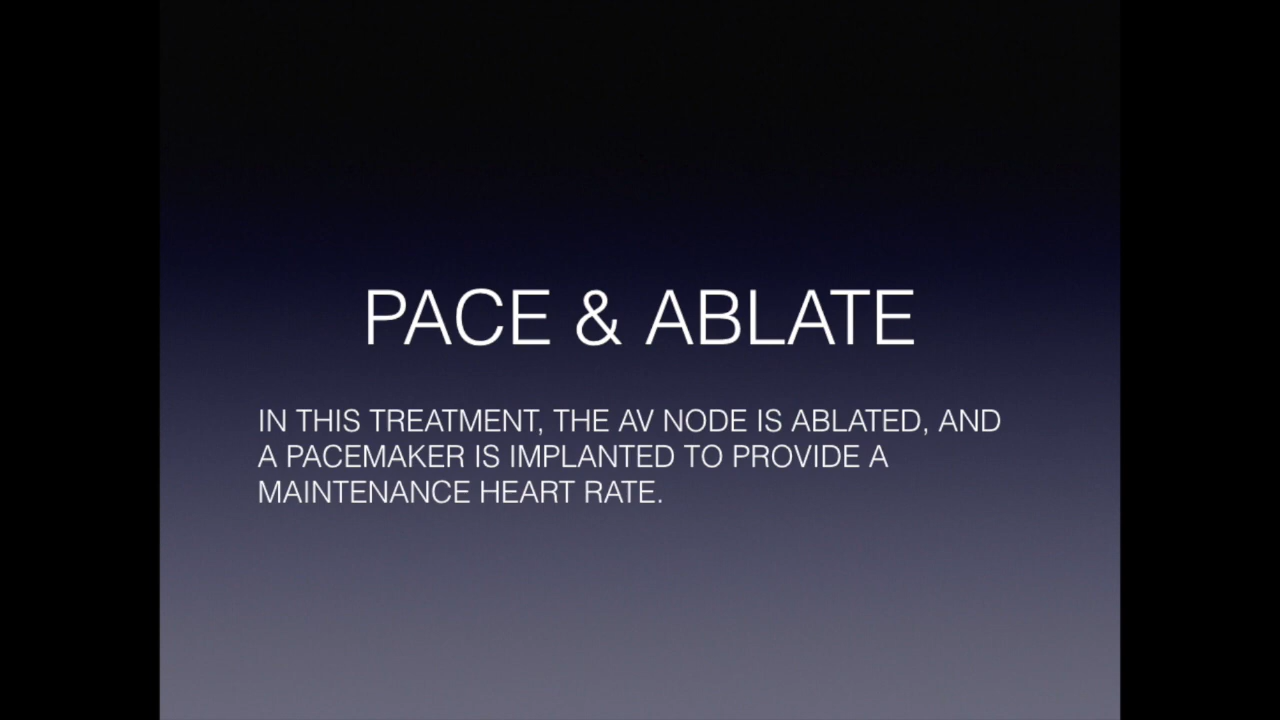 PACE & ABLATE
IN THIS TREATMENT, THE AV NODE IS ABLATED, AND
A PACEMAKER IS IMPLANTED TO PROVIDE A
MAINTENANCE HEART RATE.